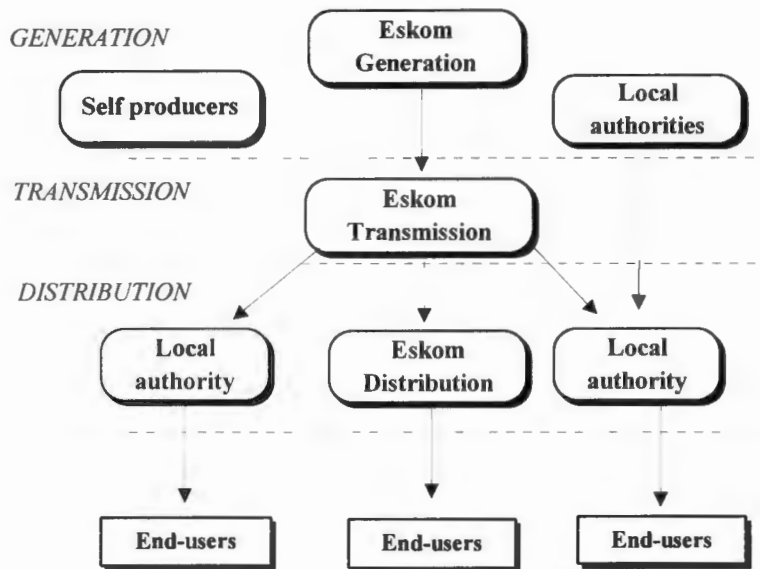 GENERATION
Eskom
Generation
Self producers
Local
authorities
TRANSMISSION
Eskom
Transmission
DISTRIBUTION
Local
authority
Eskom
Distribution
Local
authority
End-users
End-users
End-users